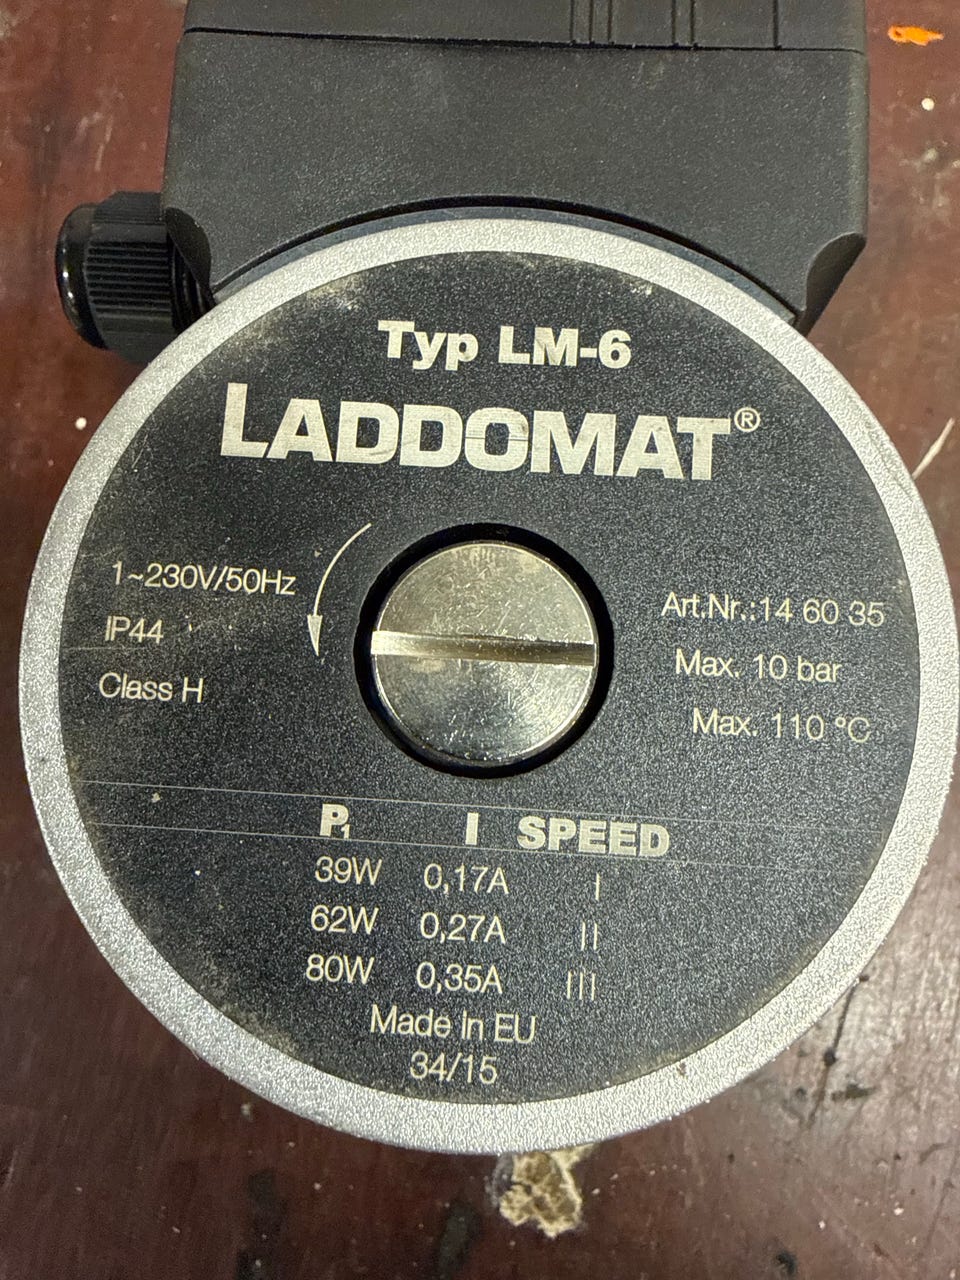 Typ LM-6
LADDOMAT®
1~230V/50Hz
IP44
Class H
Art.Nr.:14 60 35
Max. 10 bar
Max. 110 °C
P1 I SPEED
39W 0,17A I
62W 0,27A II
80W 0,35A III
Made in EU
34/15